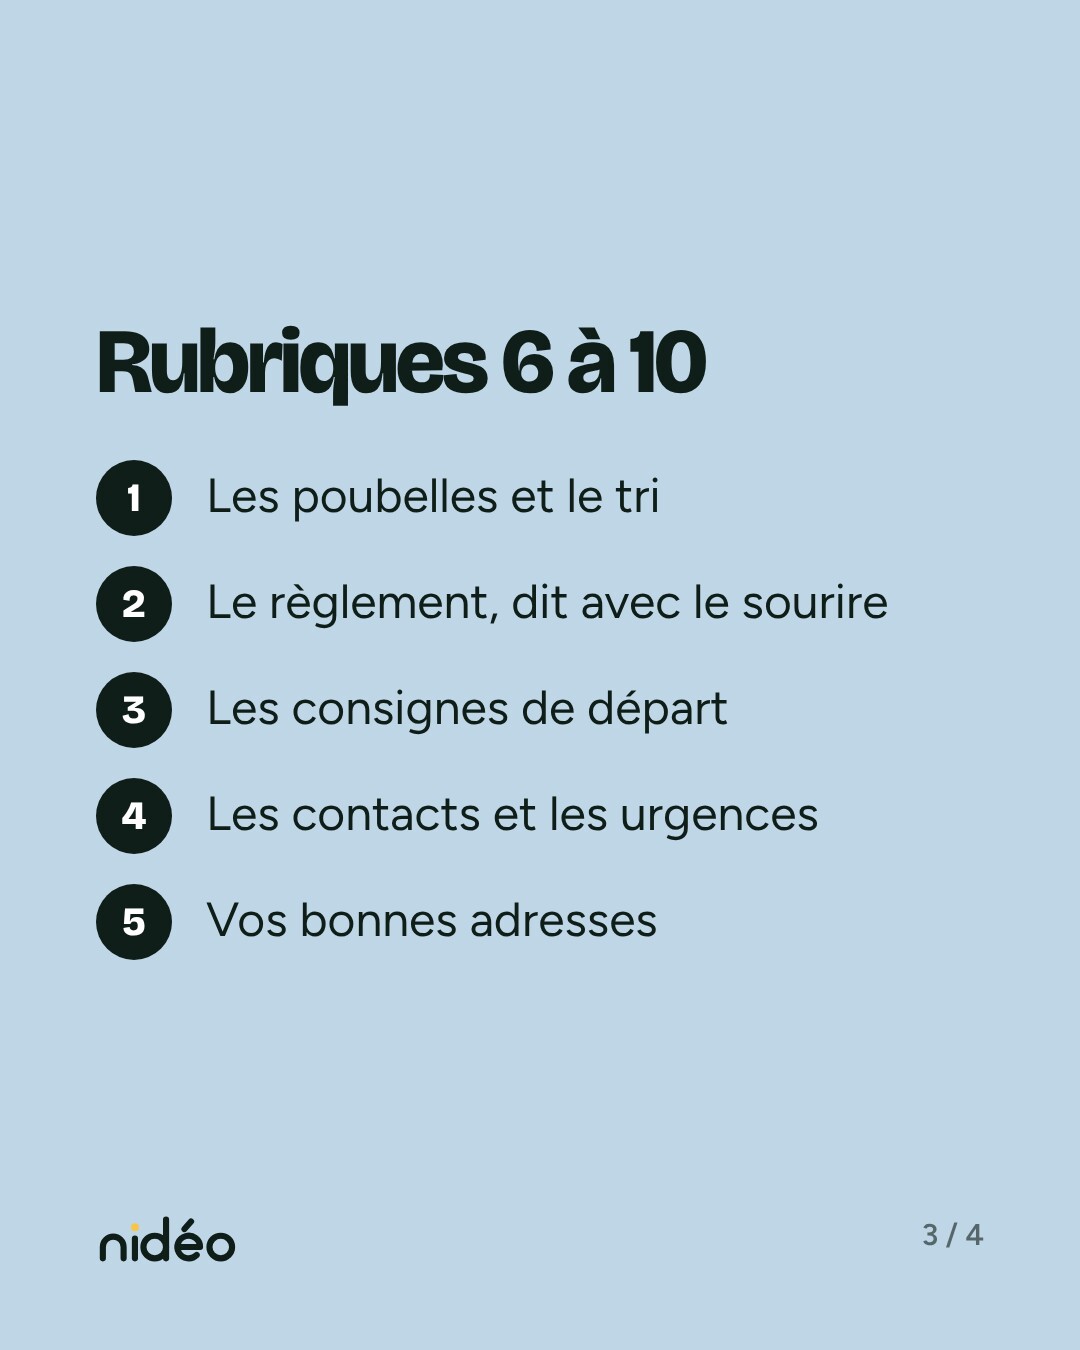 Rubriques 6 à 10
1 Les poubelles et le tri
2 Le règlement, dit avec le sourire
3 Les consignes de départ
4 Les contacts et les urgences
5 Vos bonnes adresses
nidéo
3 / 4